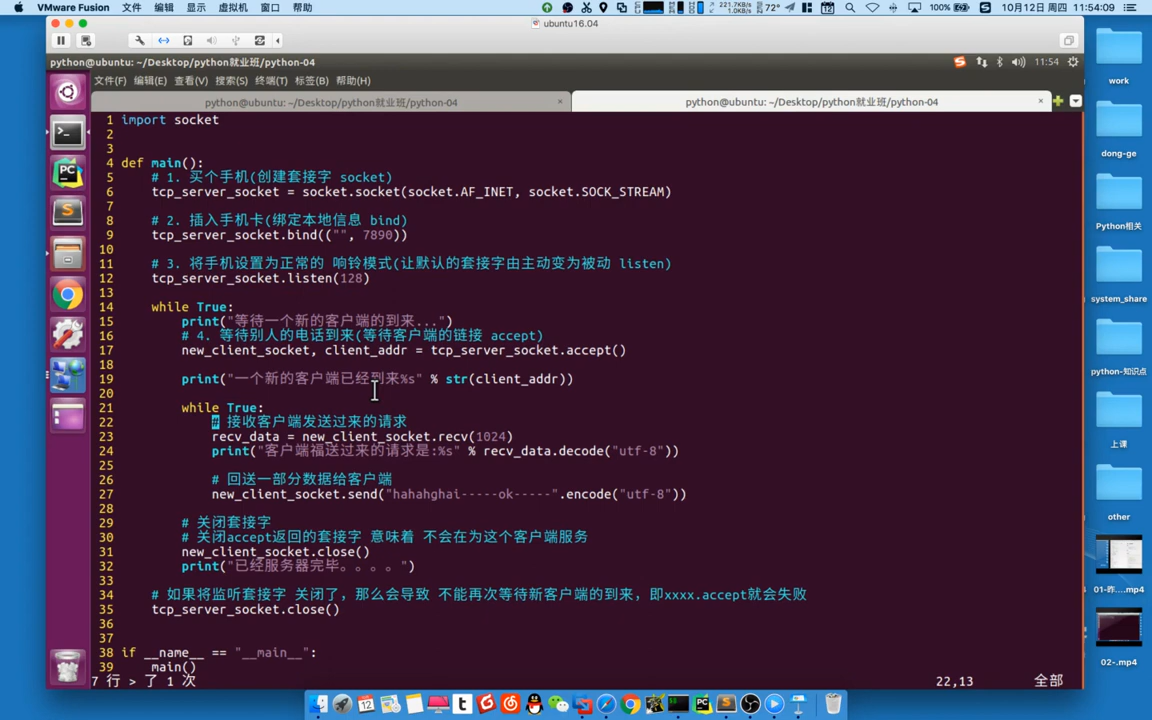 VMware Fusion 文件 编辑 显示 虚拟机 窗口 帮助 221.7KB/s 1.0KB/s 72° 12 100% 10月12日 周四 11:54:09
ubuntu16.04
python@ubuntu: ~/Desktop/python就业班/python-04 11:54
文件(F) 编辑(E) 查看(V) 搜索(S) 终端(T) 标签(B) 帮助(H)
python@ubuntu: ~/Desktop/python就业班/python-04 × python@ubuntu: ~/Desktop/python就业班/python-04 ×
1 import socket
2
3
4 def main():
5 # 1. 买个手机(创建套接字 socket)
6 tcp_server_socket = socket.socket(socket.AF_INET, socket.SOCK_STREAM)
7
8 # 2. 插入手机卡(绑定本地信息 bind)
9 tcp_server_socket.bind(("", 7890))
10
11 # 3. 将手机设置为正常的 响铃模式(让默认的套接字由主动变为被动 listen)
12 tcp_server_socket.listen(128)
13
14 while True:
15 print("等待一个新的客户端的到来...")
16 # 4. 等待别人的电话到来(等待客户端的链接 accept)
17 new_client_socket, client_addr = tcp_server_socket.accept()
18
19 print("一个新的客户端已经到来%s" % str(client_addr))
20
21 while True:
22 # 接收客户端发送过来的请求
23 recv_data = new_client_socket.recv(1024)
24 print("客户端福送过来的请求是:%s" % recv_data.decode("utf-8"))
25
26 # 回送一部分数据给客户端
27 new_client_socket.send("hahahghai-----ok-----".encode("utf-8"))
28
29 # 关闭套接字
30 # 关闭accept返回的套接字 意味着 不会在为这个客户端服务
31 new_client_socket.close()
32 print("已经服务器完毕。。。。")
33
34 # 如果将监听套接字 关闭了，那么会导致 不能再次等待新客户端的到来，即xxxx.accept就会失败
35 tcp_server_socket.close()
36
37
38 if __name__ == "__main__":
39 main()
7 行 > 了 1 次 22,13 全部
work
dong-ge
Python相关
system_share
python-知识点
上课
other
01-昨....mp4
02-.mp4